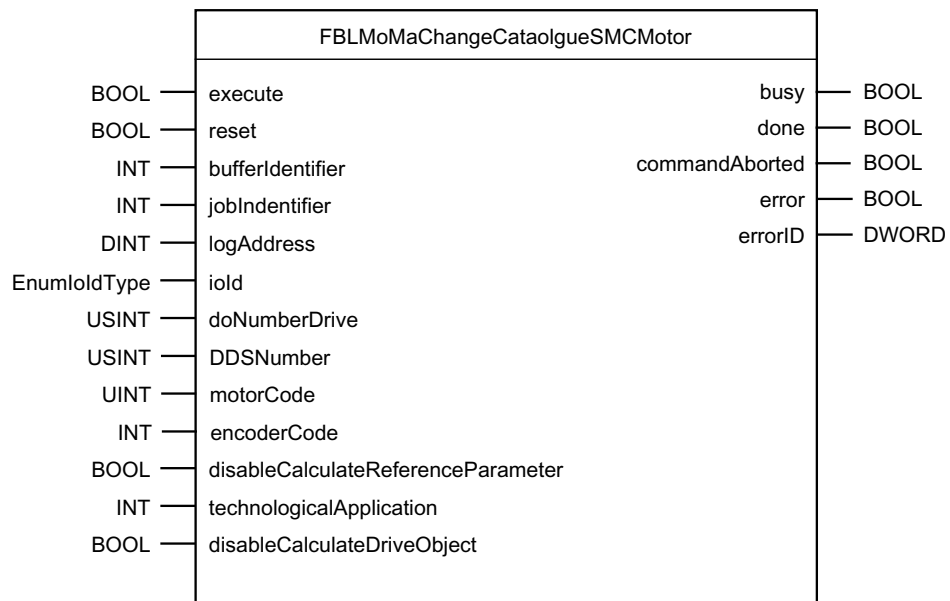 FBLMoMaChangeCataolgueSMCMotor
BOOL execute busy BOOL
BOOL reset done BOOL
INT bufferIdentifier commandAborted BOOL
INT jobIndentifier error BOOL
DINT logAddress errorID DWORD
EnumIoIdType ioId
USINT doNumberDrive
USINT DDSNumber
UINT motorCode
INT encoderCode
BOOL disableCalculateReferenceParameter
INT technologicalApplication
BOOL disableCalculateDriveObject